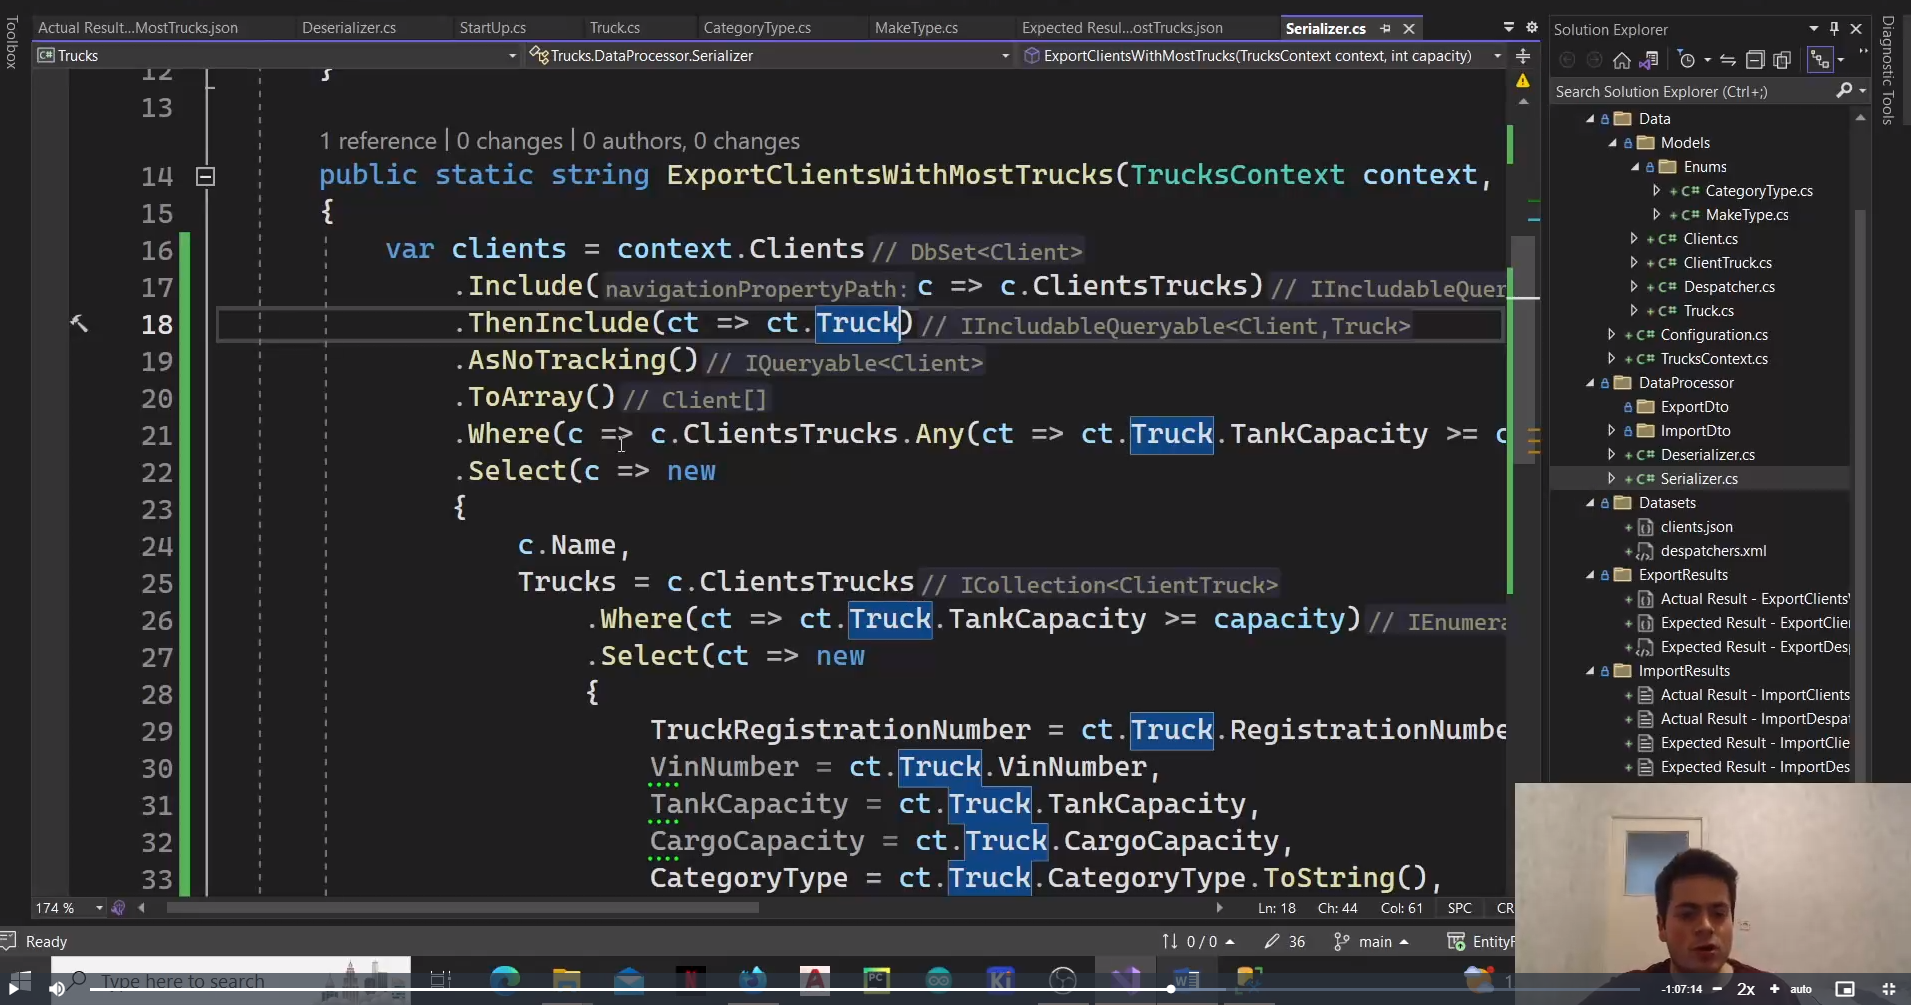 Toolbox
Actual Result...MostTrucks.json
Deserializer.cs
StartUp.cs
Truck.cs
CategoryType.cs
MakeType.cs
Expected Resul...ostTrucks.json
Serializer.cs
Trucks
Trucks.DataProcessor.Serializer
ExportClientsWithMostTrucks(TrucksContext context, int capacity)
12 }
13
1 reference | 0 changes | 0 authors, 0 changes
14 public static string ExportClientsWithMostTrucks(TrucksContext context,
15 {
16 var clients = context.Clients // DbSet<Client>
17 .Include(navigationPropertyPath: c => c.ClientsTrucks) // IIncludableQuer
18 .ThenInclude(ct => ct.Truck) // IIncludableQueryable<Client,Truck>
19 .AsNoTracking() // IQueryable<Client>
20 .ToArray() // Client[]
21 .Where(c => c.ClientsTrucks.Any(ct => ct.Truck.TankCapacity >= c
22 .Select(c => new
23 {
24 c.Name,
25 Trucks = c.ClientsTrucks // ICollection<ClientTruck>
26 .Where(ct => ct.Truck.TankCapacity >= capacity) // IEnumera
27 .Select(ct => new
28 {
29 TruckRegistrationNumber = ct.Truck.RegistrationNumbe
30 VinNumber = ct.Truck.VinNumber,
31 TankCapacity = ct.Truck.TankCapacity,
32 CargoCapacity = ct.Truck.CargoCapacity,
33 CategoryType = ct.Truck.CategoryType.ToString(),
174 %
Ln: 18 Ch: 44 Col: 61 SPC CR
Ready
0 / 0 36 main EntityF
Type here to search
-1:07:14 2x auto
Solution Explorer
Search Solution Explorer (Ctrl+;)
Data
Models
Enums
C# CategoryType.cs
C# MakeType.cs
C# Client.cs
C# ClientTruck.cs
C# Despatcher.cs
C# Truck.cs
C# Configuration.cs
C# TrucksContext.cs
DataProcessor
ExportDto
ImportDto
C# Deserializer.cs
C# Serializer.cs
Datasets
clients.json
despatchers.xml
ExportResults
Actual Result - ExportClients
Expected Result - ExportClie
Expected Result - ExportDes
ImportResults
Actual Result - ImportClients
Actual Result - ImportDespa
Expected Result - ImportClie
Expected Result - ImportDes
Diagnostic Tools